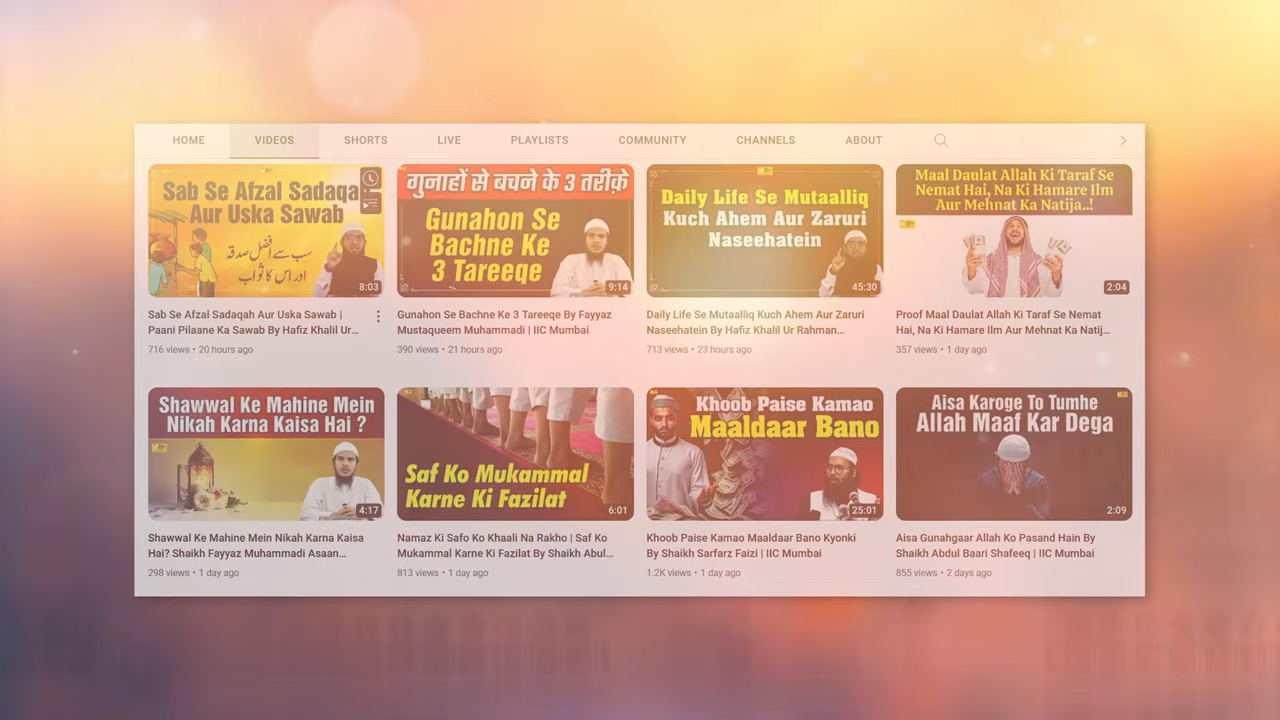 HOME VIDEOS SHORTS LIVE PLAYLISTS COMMUNITY CHANNELS ABOUT
Sab Se Afzal Sadaqa
Aur Uska Sawab
سب سے افضل صدقہ
اور اس کا ثواب
8:03
Sab Se Afzal Sadaqah Aur Uska Sawab |
Paani Pilaane Ka Sawab By Hafiz Khalil Ur...
716 views • 20 hours ago
गुनाहों से बचने के 3 तरीक़े
Gunahon Se
Bachne Ke
3 Tareeqe
9:14
Gunahon Se Bachne Ke 3 Tareeqe By Fayyaz
Mustaqeem Muhammadi | IIC Mumbai
390 views • 21 hours ago
Daily Life Se Mutaalliq
Kuch Ahem Aur Zaruri
Naseehatein
45:30
Daily Life Se Mutaalliq Kuch Ahem Aur Zaruri
Naseehatein By Hafiz Khalil Ur Rahman...
713 views • 23 hours ago
Maal Daulat Allah Ki Taraf Se
Nemat Hai, Na Ki Hamare Ilm
Aur Mehnat Ka Natija..!
2:04
Proof Maal Daulat Allah Ki Taraf Se Nemat
Hai, Na Ki Hamare Ilm Aur Mehnat Ka Natij...
357 views • 1 day ago
Shawwal Ke Mahine Mein
Nikah Karna Kaisa Hai ?
4:17
Shawwal Ke Mahine Mein Nikah Karna Kaisa
Hai? Shaikh Fayyaz Muhammadi Asaan...
298 views • 1 day ago
Saf Ko Mukammal
Karne Ki Fazilat
6:01
Namaz Ki Safo Ko Khaali Na Rakho | Saf Ko
Mukammal Karne Ki Fazilat By Shaikh Abul...
813 views • 1 day ago
Khoob Paise Kamao
Maaldaar Bano
25:01
Khoob Paise Kamao Maaldaar Bano Kyonki
By Shaikh Sarfarz Faizi | IIC Mumbai
1.2K views • 1 day ago
Aisa Karoge To Tumhe
Allah Maaf Kar Dega
2:09
Aisa Gunahgaar Allah Ko Pasand Hain By
Shaikh Abdul Baari Shafeeq | IIC Mumbai
855 views • 2 days ago